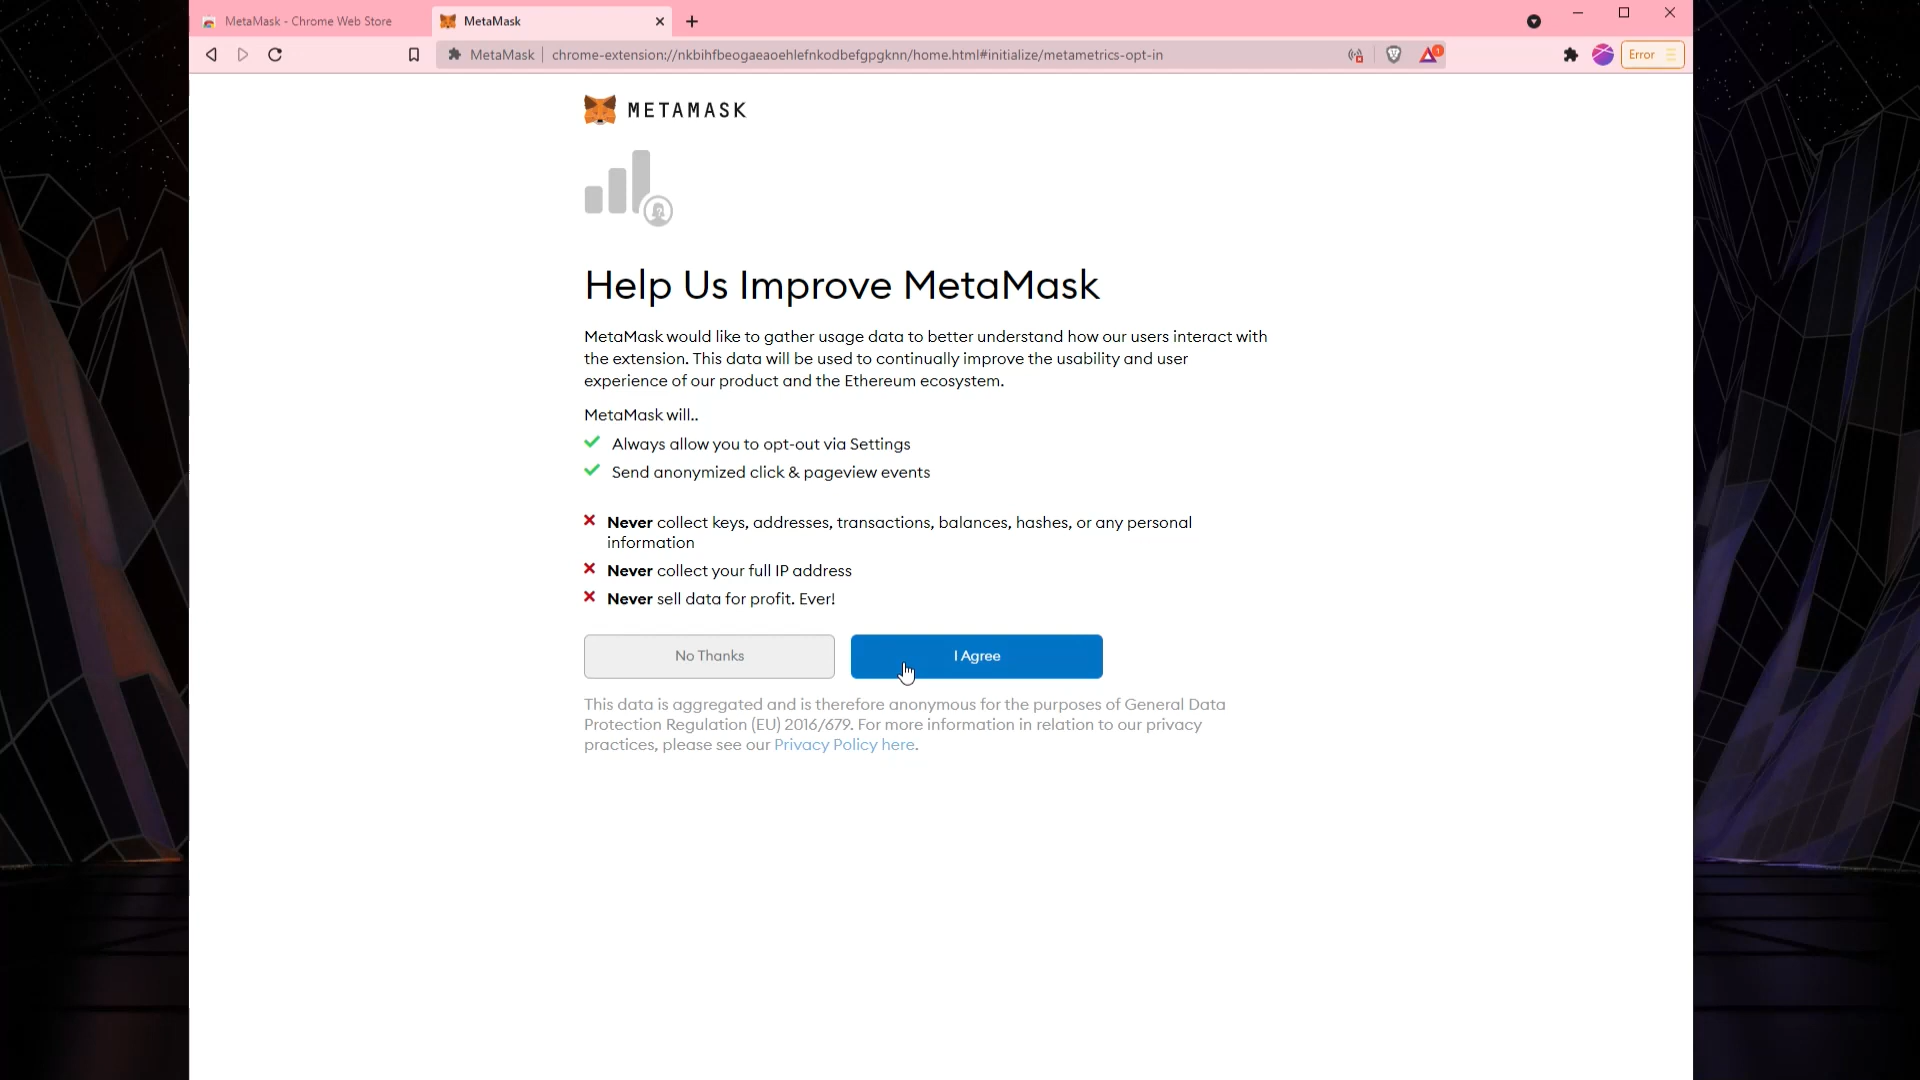 MetaMask - Chrome Web Store
MetaMask
MetaMask
chrome-extension://nkbihfbeogaeaoehlefnkodbefgpgknn/home.html#initialize/metametrics-opt-in
1
Error
METAMASK
Help Us Improve MetaMask
MetaMask would like to gather usage data to better understand how our users interact with
the extension. This data will be used to continually improve the usability and user
experience of our product and the Ethereum ecosystem.
MetaMask will..
Always allow you to opt-out via Settings
Send anonymized click & pageview events
Never collect keys, addresses, transactions, balances, hashes, or any personal
information
Never collect your full IP address
Never sell data for profit. Ever!
No Thanks
I Agree
This data is aggregated and is therefore anonymous for the purposes of General Data
Protection Regulation (EU) 2016/679. For more information in relation to our privacy
practices, please see our Privacy Policy here.